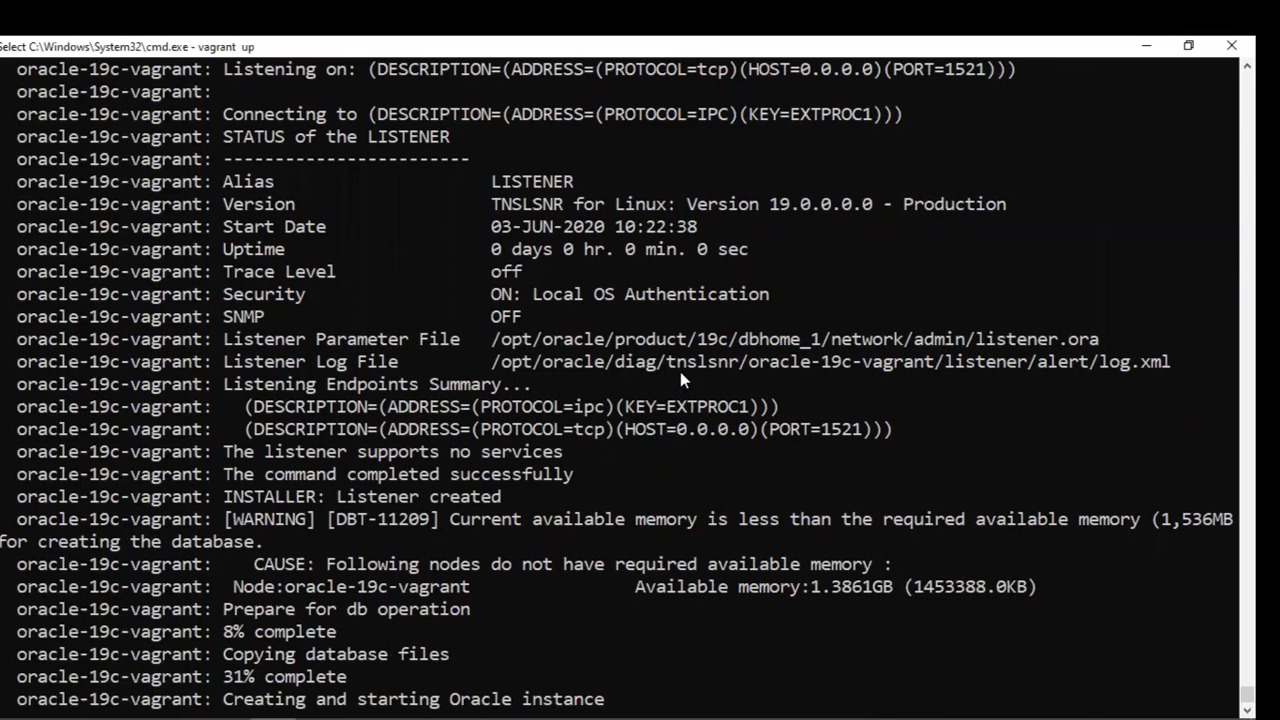 Select C:\Windows\System32\cmd.exe - vagrant  up
oracle-19c-vagrant: Listening on: (DESCRIPTION=(ADDRESS=(PROTOCOL=tcp)(HOST=0.0.0.0)(PORT=1521)))
oracle-19c-vagrant:
oracle-19c-vagrant: Connecting to (DESCRIPTION=(ADDRESS=(PROTOCOL=IPC)(KEY=EXTPROC1)))
oracle-19c-vagrant: STATUS of the LISTENER
oracle-19c-vagrant: ------------------------
oracle-19c-vagrant: Alias                     LISTENER
oracle-19c-vagrant: Version                   TNSLSNR for Linux: Version 19.0.0.0.0 - Production
oracle-19c-vagrant: Start Date                03-JUN-2020 10:22:38
oracle-19c-vagrant: Uptime                    0 days 0 hr. 0 min. 0 sec
oracle-19c-vagrant: Trace Level               off
oracle-19c-vagrant: Security                  ON: Local OS Authentication
oracle-19c-vagrant: SNMP                      OFF
oracle-19c-vagrant: Listener Parameter File   /opt/oracle/product/19c/dbhome_1/network/admin/listener.ora
oracle-19c-vagrant: Listener Log File         /opt/oracle/diag/tnslsnr/oracle-19c-vagrant/listener/alert/log.xml
oracle-19c-vagrant: Listening Endpoints Summary...
oracle-19c-vagrant:   (DESCRIPTION=(ADDRESS=(PROTOCOL=ipc)(KEY=EXTPROC1)))
oracle-19c-vagrant:   (DESCRIPTION=(ADDRESS=(PROTOCOL=tcp)(HOST=0.0.0.0)(PORT=1521)))
oracle-19c-vagrant: The listener supports no services
oracle-19c-vagrant: The command completed successfully
oracle-19c-vagrant: INSTALLER: Listener created
oracle-19c-vagrant: [WARNING] [DBT-11209] Current available memory is less than the required available memory (1,536MB
for creating the database.
oracle-19c-vagrant:    CAUSE: Following nodes do not have required available memory :
oracle-19c-vagrant:  Node:oracle-19c-vagrant                Available memory:1.3861GB (1453388.0KB)
oracle-19c-vagrant: Prepare for db operation
oracle-19c-vagrant: 8% complete
oracle-19c-vagrant: Copying database files
oracle-19c-vagrant: 31% complete
oracle-19c-vagrant: Creating and starting Oracle instance